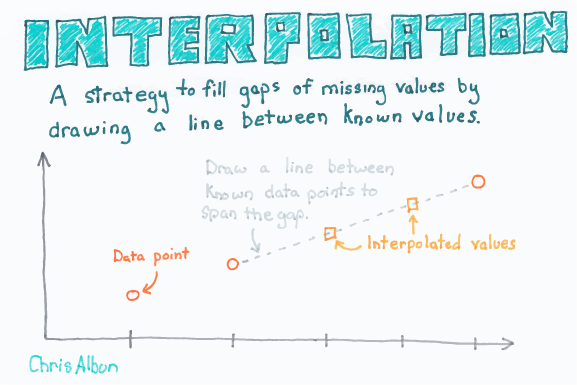 INTERPOLATION
A strategy to fill gaps of missing values by
drawing a line between known values.
Draw a line between
known data points to
span the gap.
Interpolated values
Data point
Chris Albon